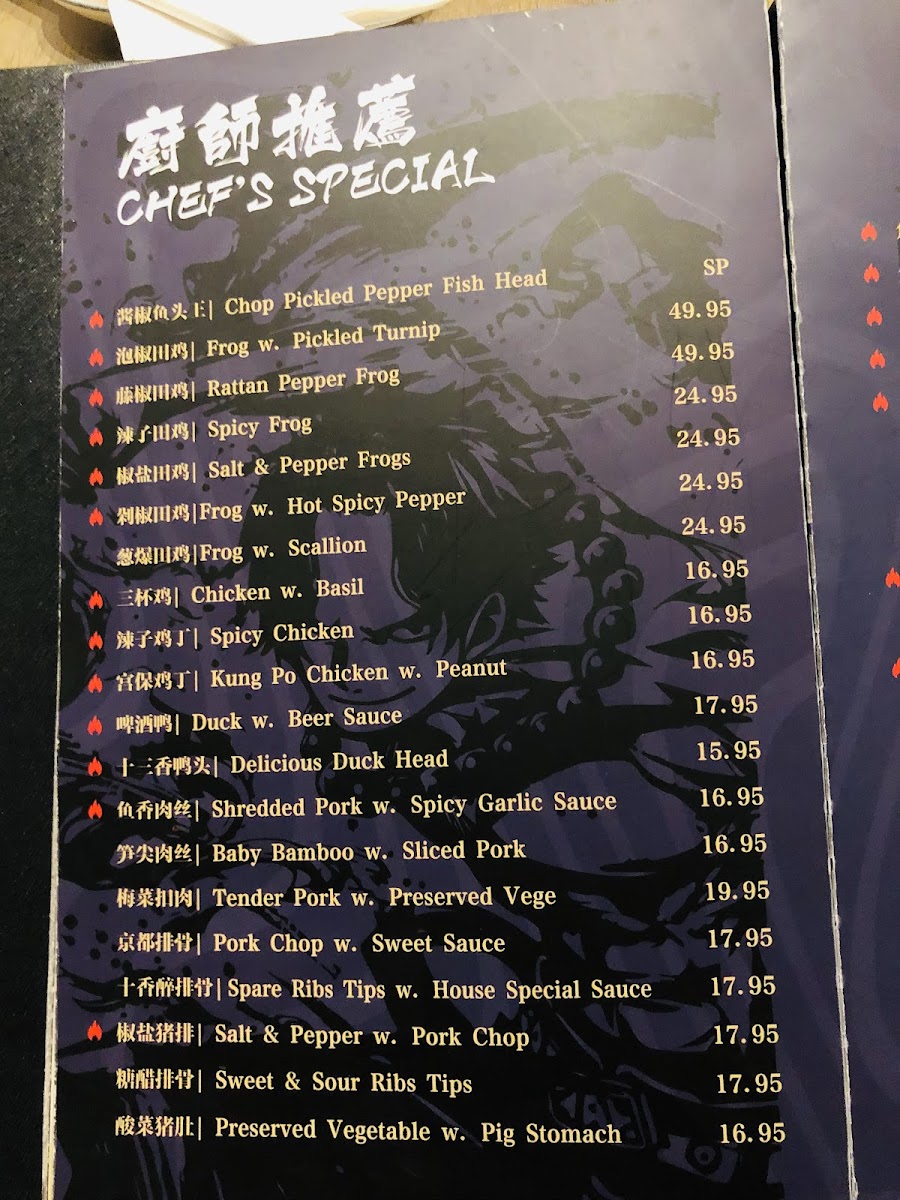 廚師推薦
CHEF'S SPECIAL
酱椒鱼头王| Chop Pickled Pepper Fish Head SP
泡椒田鸡| Frog w. Pickled Turnip 49.95
藤椒田鸡| Rattan Pepper Frog 49.95
辣子田鸡| Spicy Frog 24.95
椒盐田鸡| Salt & Pepper Frogs 24.95
剁椒田鸡|Frog w. Hot Spicy Pepper 24.95
葱爆田鸡|Frog w. Scallion 24.95
三杯鸡| Chicken w. Basil 16.95
辣子鸡丁| Spicy Chicken 16.95
宫保鸡丁| Kung Po Chicken w. Peanut 16.95
啤酒鸭| Duck w. Beer Sauce 17.95
十三香鸭头| Delicious Duck Head 15.95
鱼香肉丝| Shredded Pork w. Spicy Garlic Sauce 16.95
笋尖肉丝| Baby Bamboo w. Sliced Pork 16.95
梅菜扣肉| Tender Pork w. Preserved Vege 19.95
京都排骨| Pork Chop w. Sweet Sauce 17.95
十香醉排骨| Spare Ribs Tips w. House Special Sauce 17.95
椒盐猪排| Salt & Pepper w. Pork Chop 17.95
糖醋排骨| Sweet & Sour Ribs Tips 17.95
酸菜猪肚| Preserved Vegetable w. Pig Stomach 16.95